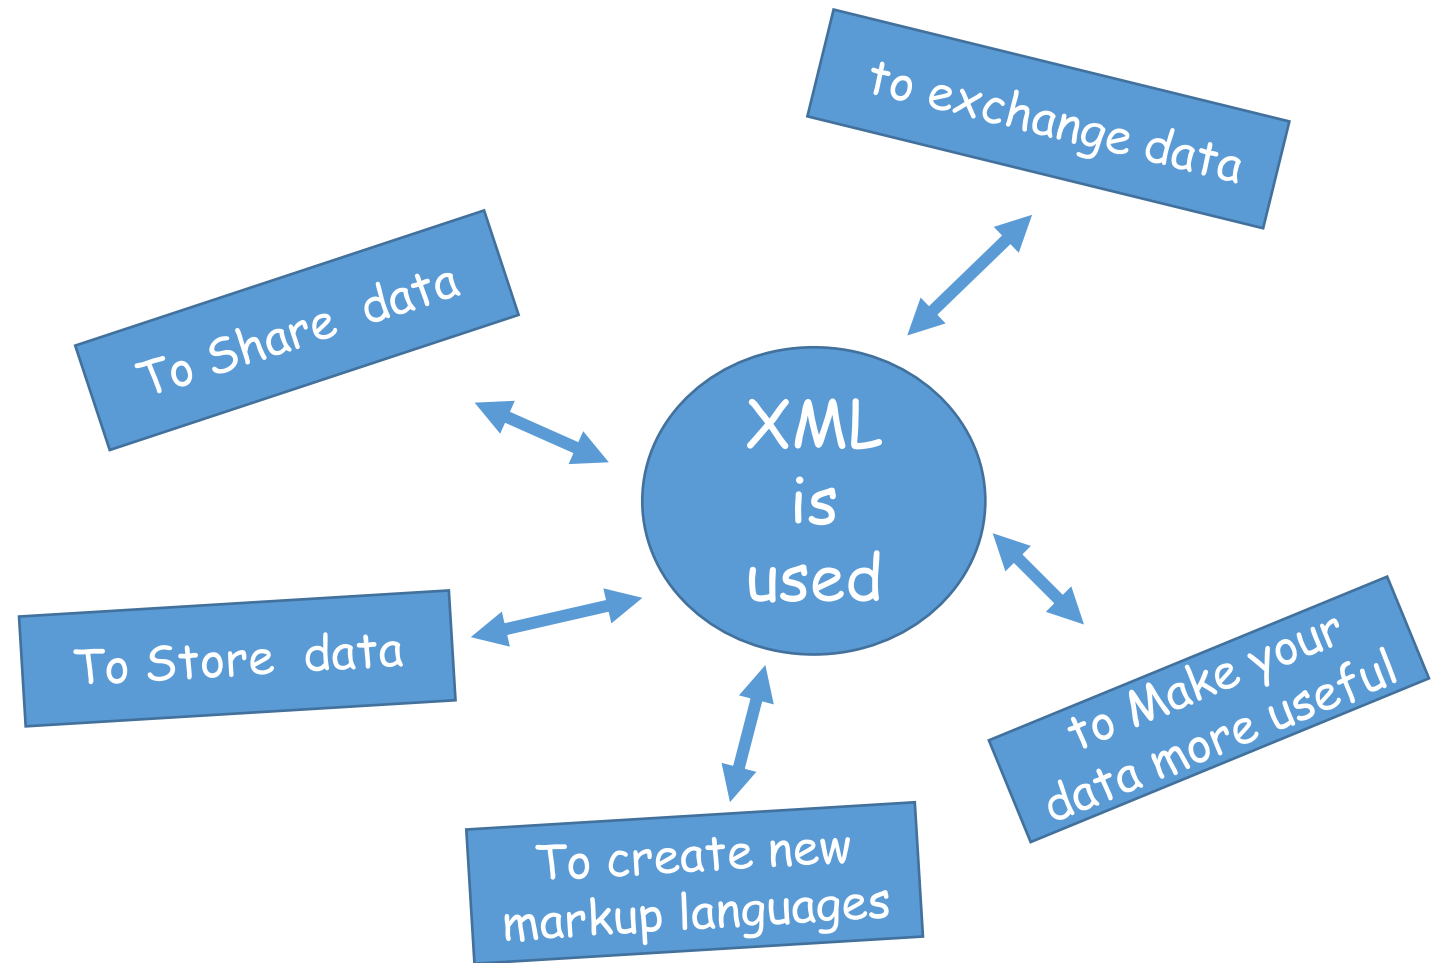 to exchange data
To Share data
XML
is
used
To Store data
to Make your
data more useful
To create new
markup languages